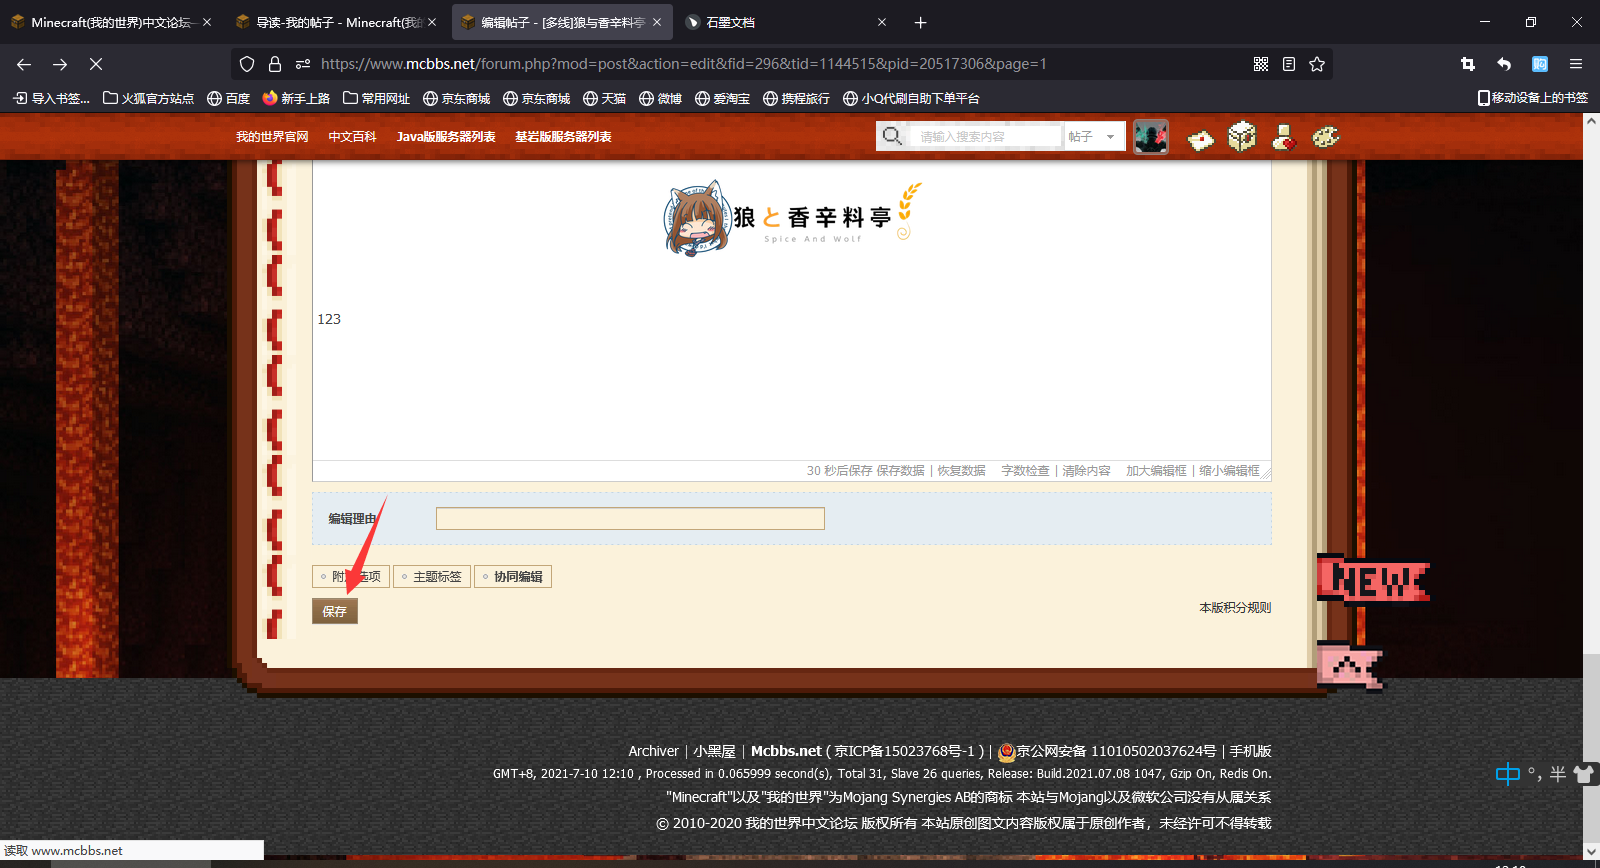 Minecraft(我的世界)中文论坛—
导读-我的帖子 - Minecraft(我的
编辑帖子 - [多线]狼与香辛料亭
石墨文档
https://www.mcbbs.net/forum.php?mod=post&action=edit&fid=296&tid=1144515&pid=20517306&page=1
导入书签... 火狐官方站点 百度 新手上路 常用网址 京东商城 京东商城 天猫 微博 爱淘宝 携程旅行 小Q代刷自助下单平台 移动设备上的书签
我的世界官网 中文百科 Java版服务器列表 基岩版服务器列表 请输入搜索内容 帖子
狼と香辛料亭
Spice And Wolf
123
30 秒后保存 保存数据 | 恢复数据 字数检查 | 清除内容 加大编辑框 | 缩小编辑框
编辑理由
主题标签 协同编辑
保存 本版积分规则
NEW
Archiver | 小黑屋 | Mcbbs.net ( 京ICP备15023768号-1 ) | 京公网安备 11010502037624号 | 手机版
GMT+8, 2021-7-10 12:10 , Processed in 0.065999 second(s), Total 31, Slave 26 queries, Release: Build.2021.07.08 1047, Gzip On, Redis On.
"Minecraft"以及"我的世界"为Mojang Synergies AB的商标 本站与Mojang以及微软公司没有从属关系
© 2010-2020 我的世界中文论坛 版权所有 本站原创图文内容版权属于原创作者，未经许可不得转载
中 °, 半
读取 www.mcbbs.net